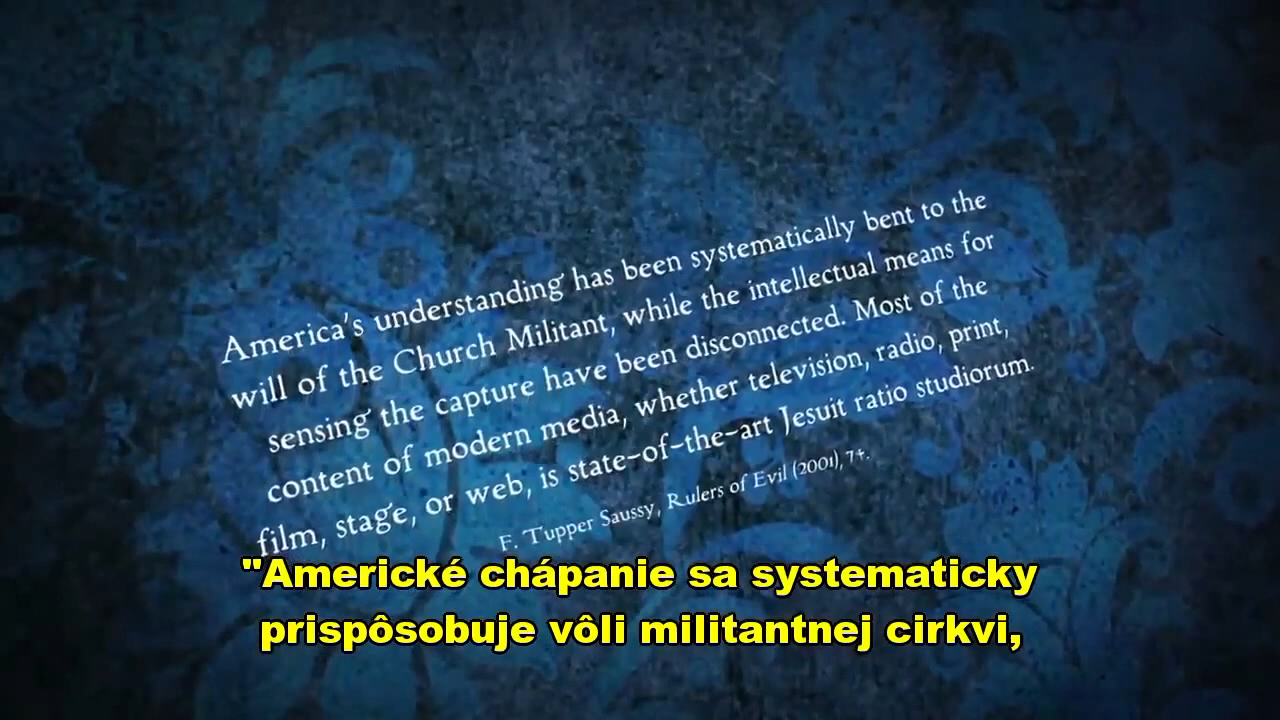 America's understanding has been systematically bent to the
will of the Church Militant, while the intellectual means for
sensing the capture have been disconnected. Most of the
content of modern media, whether television, radio, print,
film, stage, or web, is state-of-the-art Jesuit ratio studiorum.
F. Tupper Saussy, Rulers of Evil (2001), 74.
"Americké chápanie sa systematicky
prispôsobuje vôli militantnej cirkvi,